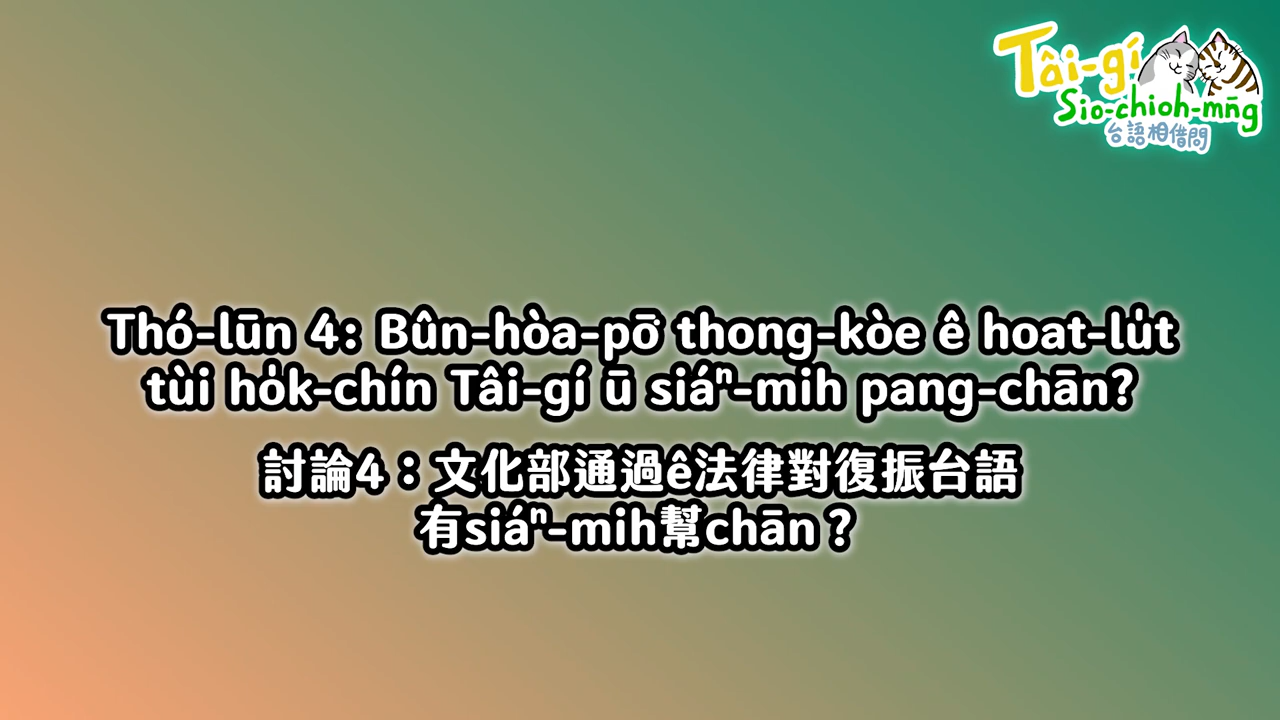 Tâi-gí
Sio-chioh-mn̄g
台語相借問
Thó-lūn 4: Bûn-hòa-pō͘ thong-kòe ê hoat-lu̍t
tùi ho̍k-chín Tâi-gí ū siáⁿ-mih pang-chān?
討論4：文化部通過ê法律對復振台語
有siáⁿ-mih幫chān？